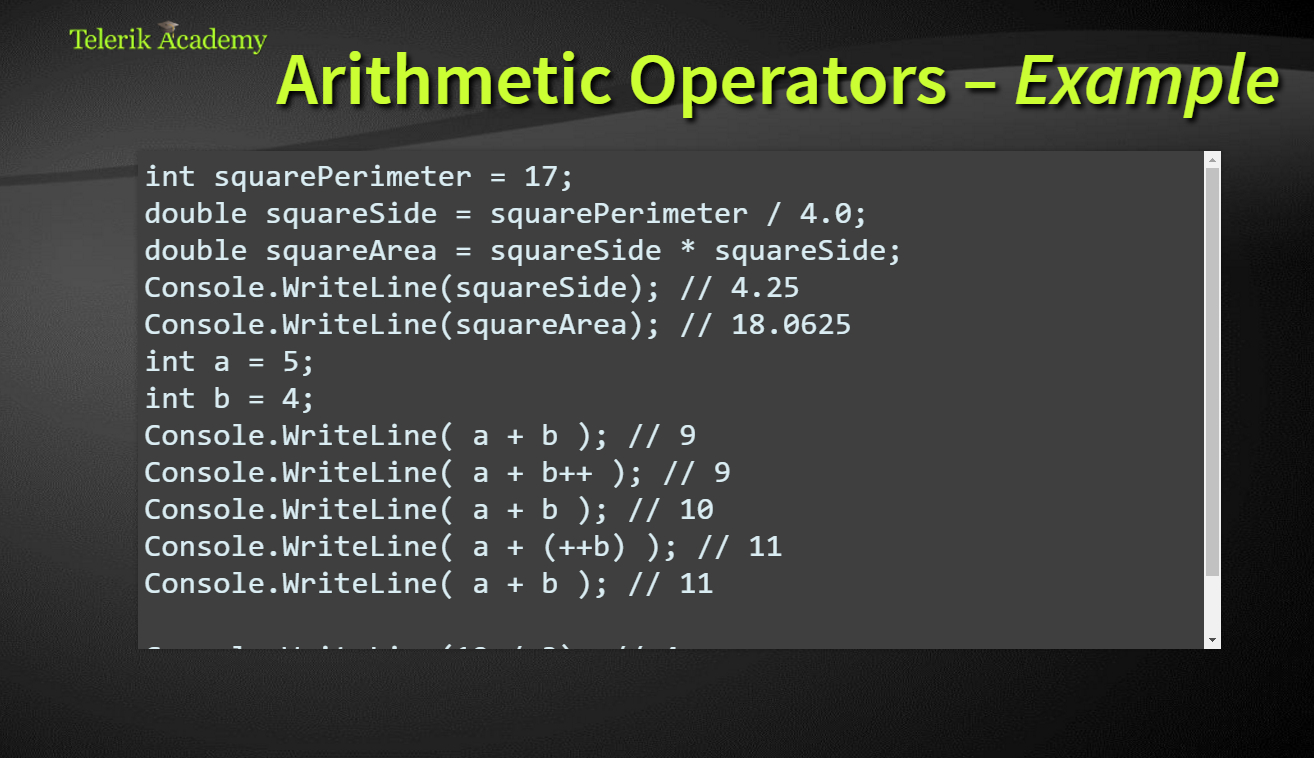 Telerik Academy
Arithmetic Operators – Example
int squarePerimeter = 17;
double squareSide = squarePerimeter / 4.0;
double squareArea = squareSide * squareSide;
Console.WriteLine(squareSide); // 4.25
Console.WriteLine(squareArea); // 18.0625
int a = 5;
int b = 4;
Console.WriteLine( a + b ); // 9
Console.WriteLine( a + b++ ); // 9
Console.WriteLine( a + b ); // 10
Console.WriteLine( a + (++b) ); // 11
Console.WriteLine( a + b ); // 11